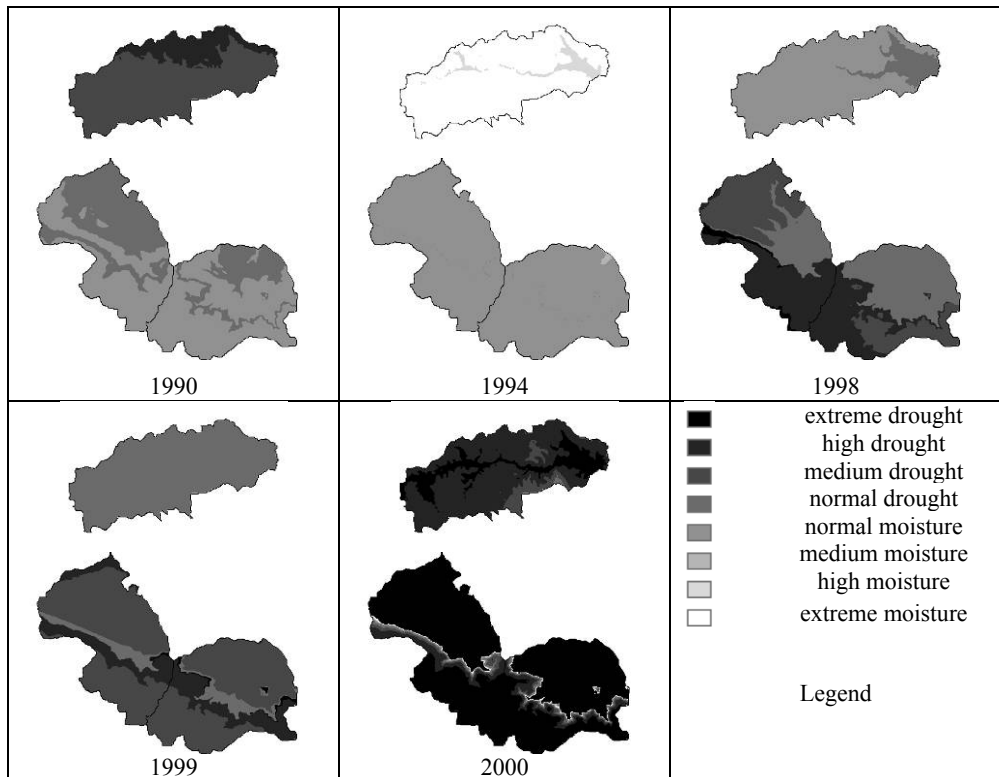 1990
1994
1998
1999
2000
extreme drought
high drought
medium drought
normal drought
normal moisture
medium moisture
high moisture
extreme moisture
Legend